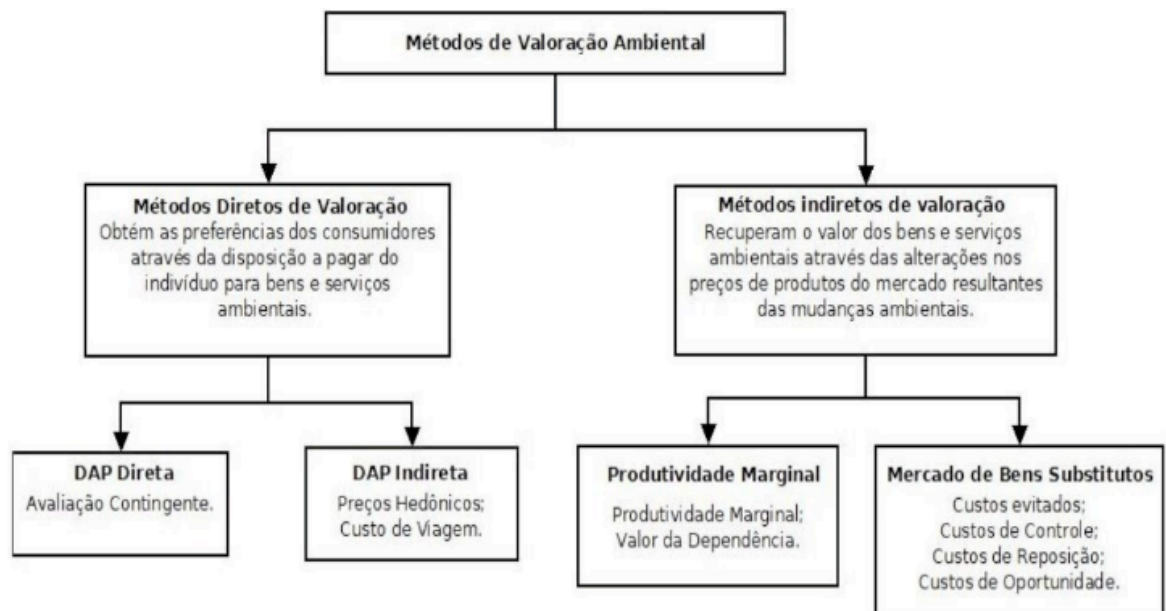 Métodos de Valoração Ambiental
Métodos Diretos de Valoração
Obtém as preferências dos consumidores
através da disposição a pagar do
indivíduo para bens e serviços
ambientais.
Métodos indiretos de valoração
Recuperam o valor dos bens e serviços
ambientais através das alterações nos
preços de produtos do mercado resultantes
das mudanças ambientais.
DAP Direta
Avaliação Contingente.
DAP Indireta
Preços Hedônicos;
Custo de Viagem.
Produtividade Marginal
Produtividade Marginal;
Valor da Dependência.
Mercado de Bens Substitutos
Custos evitados;
Custos de Controle;
Custos de Reposição;
Custos de Oportunidade.